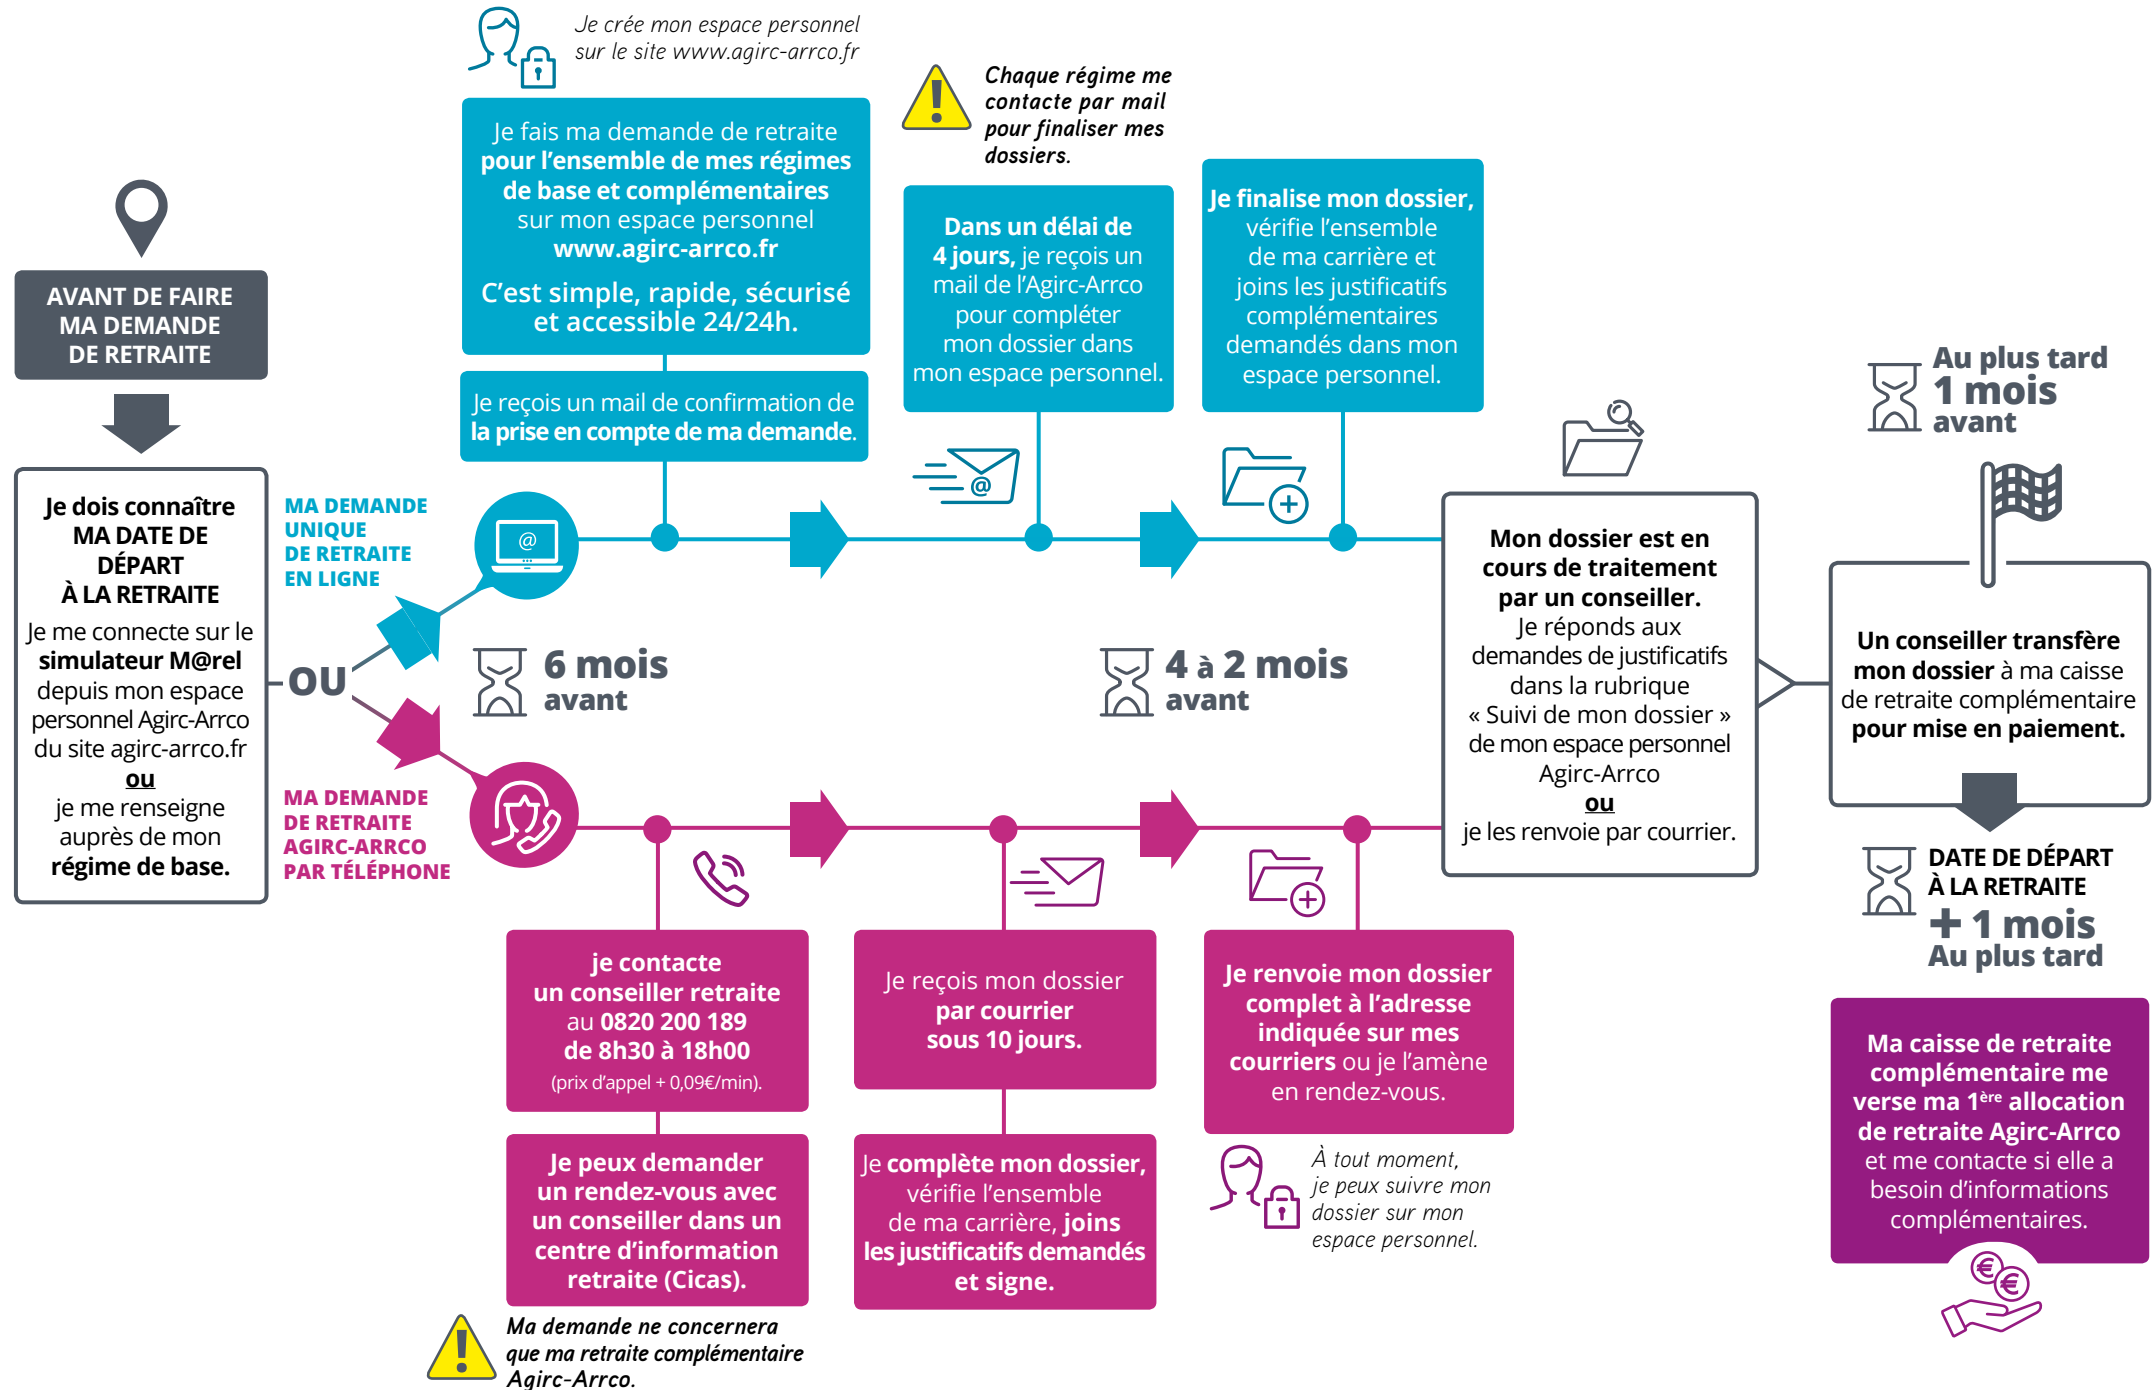 AVANT DE FAIRE
MA DEMANDE
DE RETRAITE
Je dois connaître
MA DATE DE
DÉPART
À LA RETRAITE
Je me connecte sur le
simulateur M@rel
depuis mon espace
personnel Agirc-Arrco
du site agirc-arrco.fr
ou
je me renseigne
auprès de mon
régime de base.
OU
MA DEMANDE
UNIQUE
DE RETRAITE
EN LIGNE
@
Je crée mon espace personnel
sur le site www.agirc-arrco.fr
Je fais ma demande de retraite
pour l’ensemble de mes régimes
de base et complémentaires
sur mon espace personnel
www.agirc-arrco.fr
C’est simple, rapide, sécurisé
et accessible 24/24h.
Je reçois un mail de confirmation de
la prise en compte de ma demande.
Chaque régime me
contacte par mail
pour finaliser mes
dossiers.
Dans un délai de
4 jours, je reçois un
mail de l’Agirc-Arrco
pour compléter
mon dossier dans
mon espace personnel.
@
Je finalise mon dossier,
vérifie l’ensemble
de ma carrière et
joins les justificatifs
complémentaires
demandés dans mon
espace personnel.
6 mois
avant
4 à 2 mois
avant
MA DEMANDE
DE RETRAITE
AGIRC-ARRCO
PAR TÉLÉPHONE
je contacte
un conseiller retraite
au 0820 200 189
de 8h30 à 18h00
(prix d’appel + 0,09€/min).
Je peux demander
un rendez-vous avec
un conseiller dans un
centre d’information
retraite (Cicas).
Ma demande ne concernera
que ma retraite complémentaire
Agirc-Arrco.
Je reçois mon dossier
par courrier
sous 10 jours.
Je complète mon dossier,
vérifie l’ensemble
de ma carrière, joins
les justificatifs demandés
et signe.
Je renvoie mon dossier
complet à l’adresse
indiquée sur mes
courriers ou je l’amène
en rendez-vous.
À tout moment,
je peux suivre mon
dossier sur mon
espace personnel.
Mon dossier est en
cours de traitement
par un conseiller.
Je réponds aux
demandes de justificatifs
dans la rubrique
« Suivi de mon dossier »
de mon espace personnel
Agirc-Arrco
ou
je les renvoie par courrier.
Au plus tard
1 mois
avant
Un conseiller transfère
mon dossier à ma caisse
de retraite complémentaire
pour mise en paiement.
DATE DE DÉPART
À LA RETRAITE
+ 1 mois
Au plus tard
Ma caisse de retraite
complémentaire me
verse ma 1ère allocation
de retraite Agirc-Arrco
et me contacte si elle a
besoin d’informations
complémentaires.
€
€